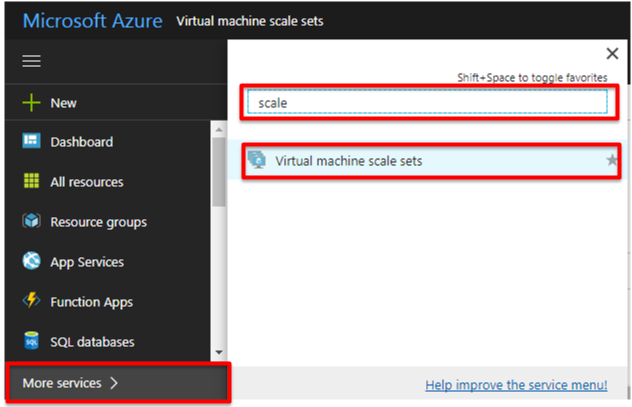 Microsoft Azure Virtual machine scale sets
Shift+Space to toggle favorites
New
scale
Dashboard
Virtual machine scale sets
All resources
Resource groups
App Services
Function Apps
SQL
SQL databases
More services
Help improve the service menu!